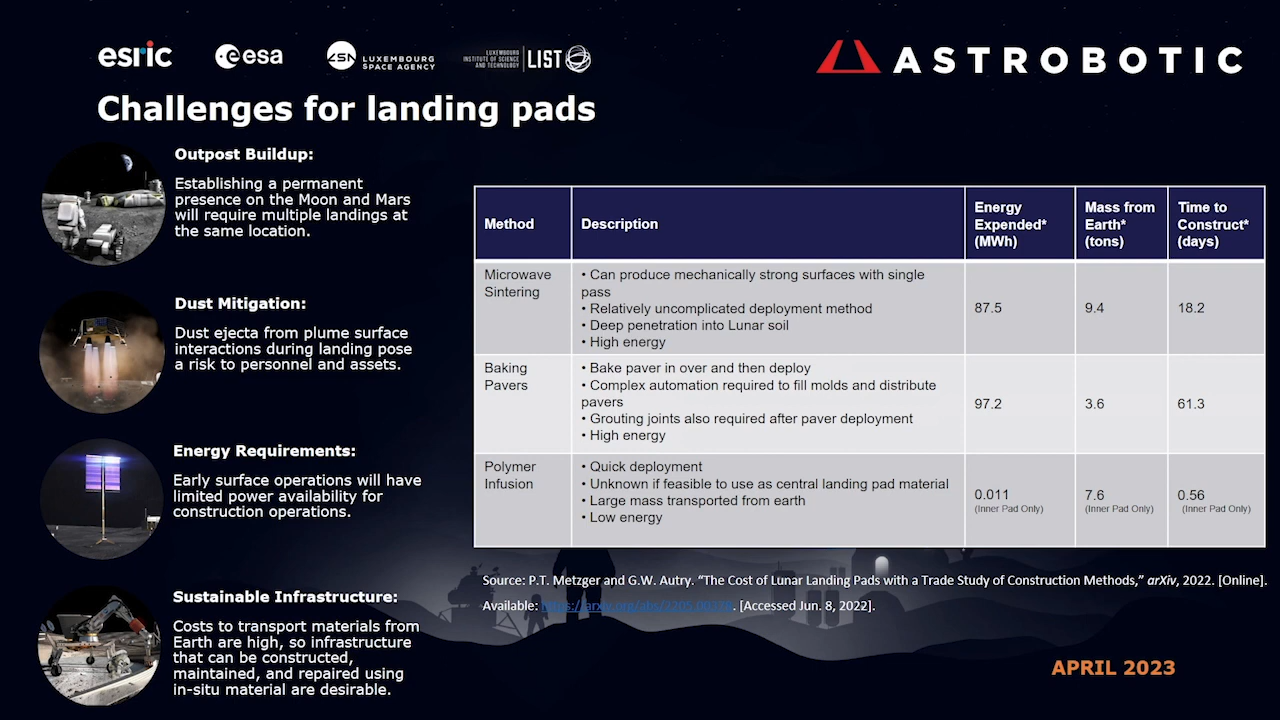 esric
esa
LSA LUXEMBOURG
SPACE AGENCY
LUXEMBOURG
INSTITUTE OF SCIENCE
AND TECHNOLOGY
LIST
ASTROBOTIC
Challenges for landing pads
Outpost Buildup:
Establishing a permanent
presence on the Moon and Mars
will require multiple landings at
the same location.
Dust Mitigation:
Dust ejecta from plume surface
interactions during landing pose
a risk to personnel and assets.
Energy Requirements:
Early surface operations will have
limited power availability for
construction operations.
Sustainable Infrastructure:
Costs to transport materials from
Earth are high, so infrastructure
that can be constructed,
maintained, and repaired using
in-situ material are desirable.
Method
Description
Energy
Expended*
(MWh)
Mass from
Earth*
(tons)
Time to
Construct*
(days)
Microwave
Sintering
• Can produce mechanically strong surfaces with single
pass
• Relatively uncomplicated deployment method
• Deep penetration into Lunar soil
• High energy
87.5
9.4
18.2
Baking
Pavers
• Bake paver in over and then deploy
• Complex automation required to fill molds and distribute
pavers
• Grouting joints also required after paver deployment
• High energy
97.2
3.6
61.3
Polymer
Infusion
• Quick deployment
• Unknown if feasible to use as central landing pad material
• Large mass transported from earth
• Low energy
0.011
(Inner Pad Only)
7.6
(Inner Pad Only)
0.56
(Inner Pad Only)
Source: P.T. Metzger and G.W. Autry. “The Cost of Lunar Landing Pads with a Trade Study of Construction Methods,” arXiv, 2022. [Online].
Available: [Accessed Jun. 8, 2022].
APRIL 2023